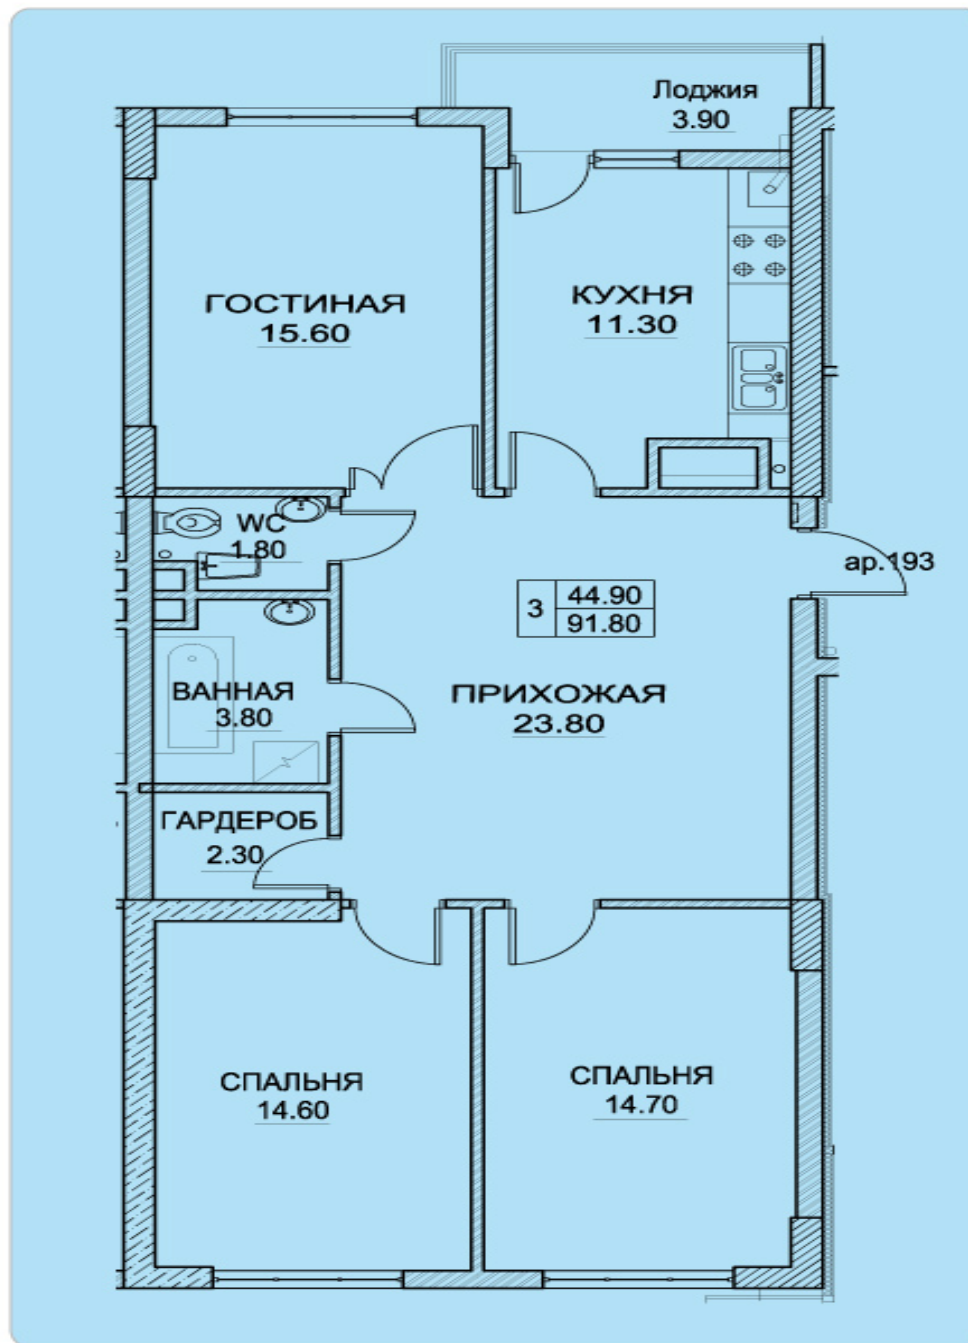 Лоджия
3.90
ГОСТИНАЯ
15.60
КУХНЯ
11.30
WC
1.80
ар.193
3
44.90
91.80
ВАННАЯ
3.80
ПРИХОЖАЯ
23.80
ГАРДЕРОБ
2.30
СПАЛЬНЯ
14.60
СПАЛЬНЯ
14.70